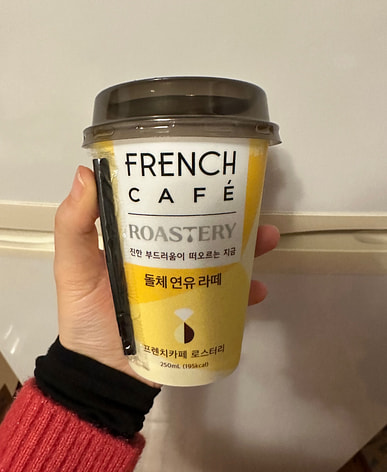 FRENCH
CAFÉ
ROASTERY
진한 부드러움이 떠오르는 지금
돌체 연유 라떼
프렌치카페 로스터리
250mL (195kcal)